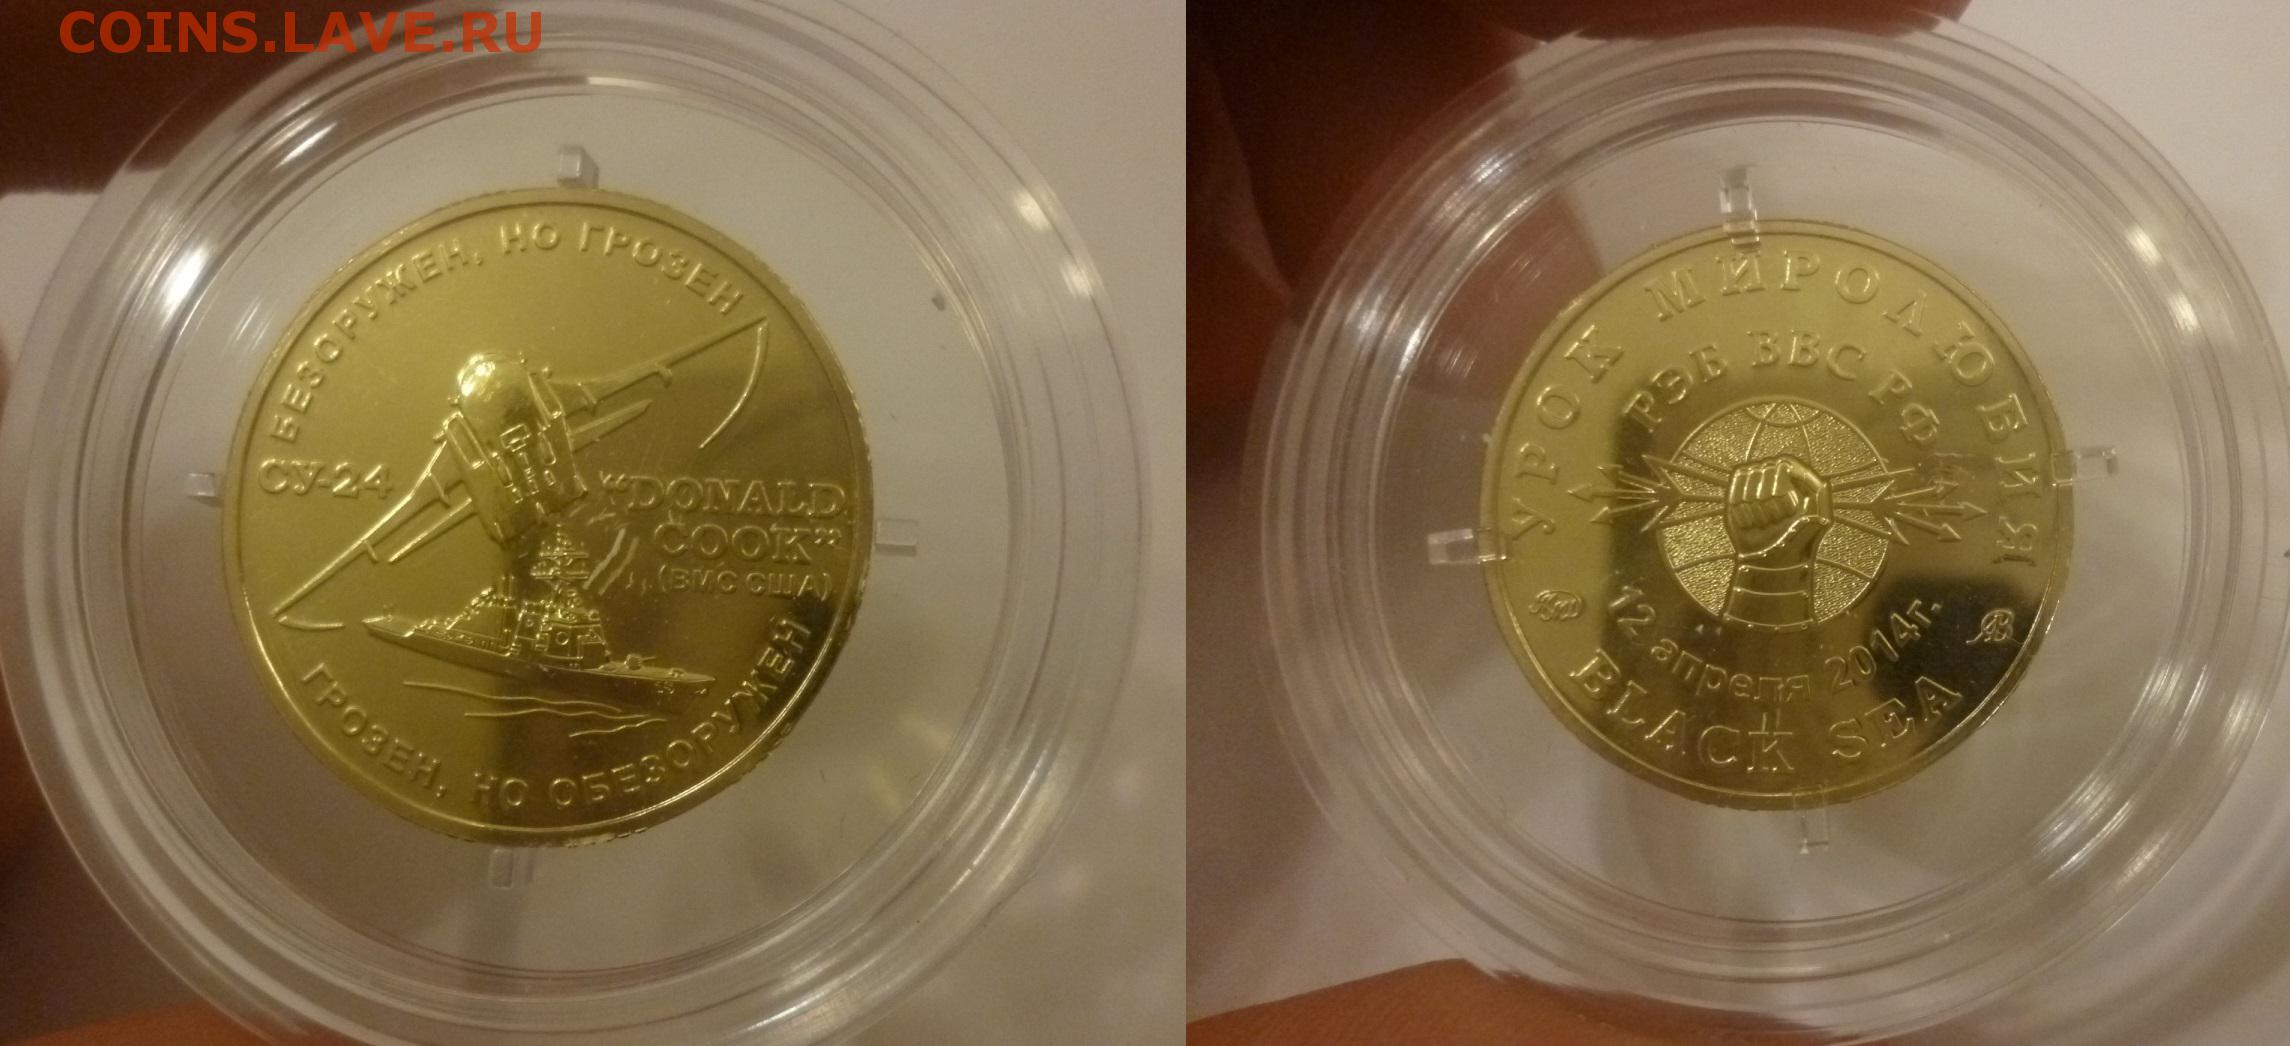 COINS.LAVE.RU
БЕЗОРУЖЕН, НО ГРОЗЕН
СУ-24
“DONALD
COOK”
(ВМС США)
ГРОЗЕН, НО ОБЕЗОРУЖЕН
УРОК МИРОЛЮБИЯ
РЭБ ВВС РФ
12 апреля 2014г.
BLACK SEA